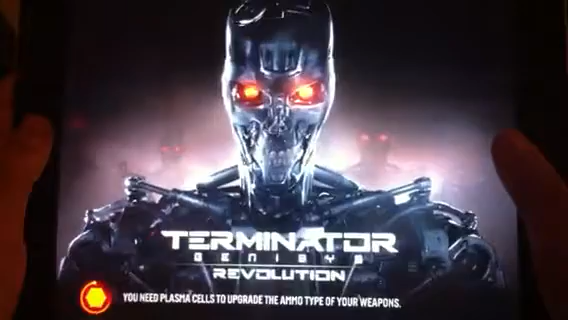 TERMINATOR
GENISYS
REVOLUTION
YOU NEED PLASMA CELLS TO UPGRADE THE AMMO TYPE OF YOUR WEAPONS.